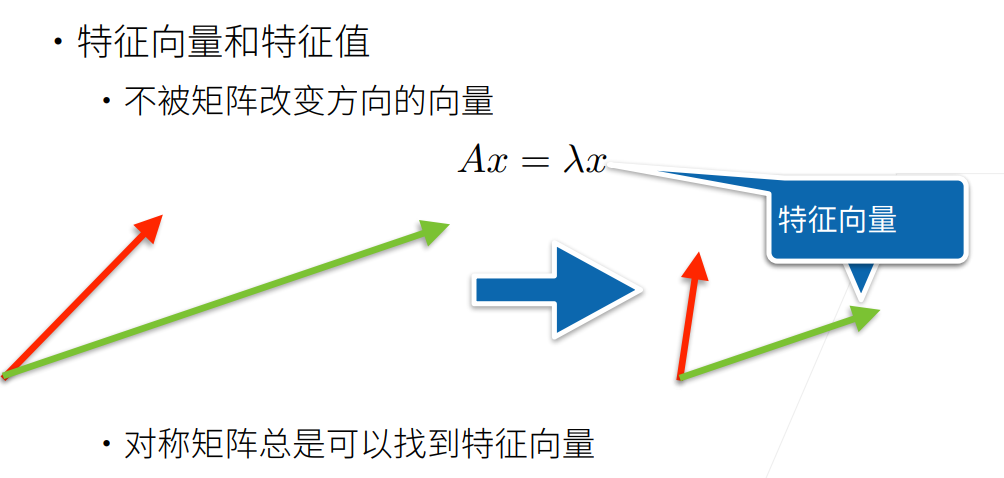 • 特征向量和特征值
• 不被矩阵改变方向的向量
Ax = λx
特征向量
• 对称矩阵总是可以找到特征向量